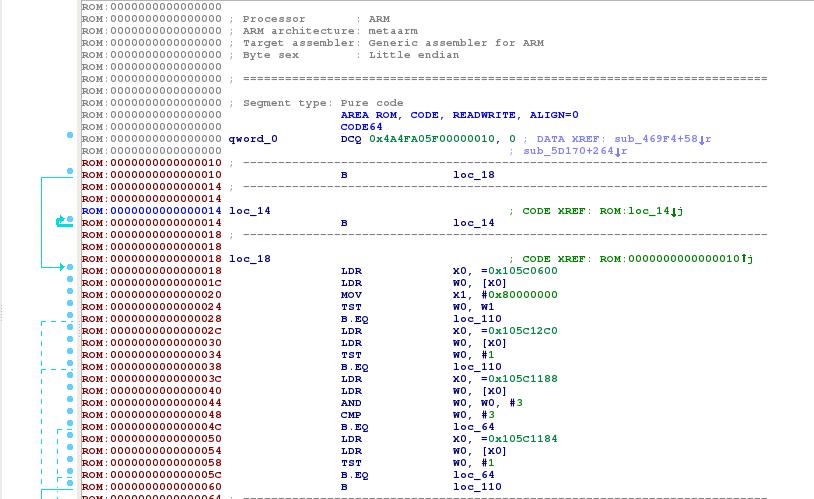 ROM:0000000000000000
ROM:0000000000000000 ; Processor       : ARM
ROM:0000000000000000 ; ARM architecture: metaarm
ROM:0000000000000000 ; Target assembler: Generic assembler for ARM
ROM:0000000000000000 ; Byte sex        : Little endian
ROM:0000000000000000
ROM:0000000000000000 ; ===========================================================================
ROM:0000000000000000
ROM:0000000000000000 ; Segment type: Pure code
ROM:0000000000000000 AREA ROM, CODE, READWRITE, ALIGN=0
ROM:0000000000000000 CODE64
ROM:0000000000000000 qword_0 DCQ 0x4A4FA05F00000010, 0 ; DATA XREF: sub_469F4+58↓r
ROM:0000000000000000 ; sub_5D170+264↓r
ROM:0000000000000010 ; ---------------------------------------------------------------------------
ROM:0000000000000010 B loc_18
ROM:0000000000000014 ; ---------------------------------------------------------------------------
ROM:0000000000000014
ROM:0000000000000014 loc_14 ; CODE XREF: ROM:loc_14↓j
ROM:0000000000000014 B loc_14
ROM:0000000000000018 ; ---------------------------------------------------------------------------
ROM:0000000000000018
ROM:0000000000000018 loc_18 ; CODE XREF: ROM:0000000000000010↑j
ROM:0000000000000018 LDR X0, =0x105C0600
ROM:000000000000001C LDR W0, [X0]
ROM:0000000000000020 MOV X1, #0x80000000
ROM:0000000000000024 TST W0, W1
ROM:0000000000000028 B.EQ loc_110
ROM:000000000000002C LDR X0, =0x105C12C0
ROM:0000000000000030 LDR W0, [X0]
ROM:0000000000000034 TST W0, #1
ROM:0000000000000038 B.EQ loc_110
ROM:000000000000003C LDR X0, =0x105C1188
ROM:0000000000000040 LDR W0, [X0]
ROM:0000000000000044 AND W0, W0, #3
ROM:0000000000000048 CMP W0, #3
ROM:000000000000004C B.EQ loc_64
ROM:0000000000000050 LDR X0, =0x105C1184
ROM:0000000000000054 LDR W0, [X0]
ROM:0000000000000058 TST W0, #1
ROM:000000000000005C B.EQ loc_64
ROM:0000000000000060 B loc_110
ROM:0000000000000064 ; ---------------------------------------------------------------------------